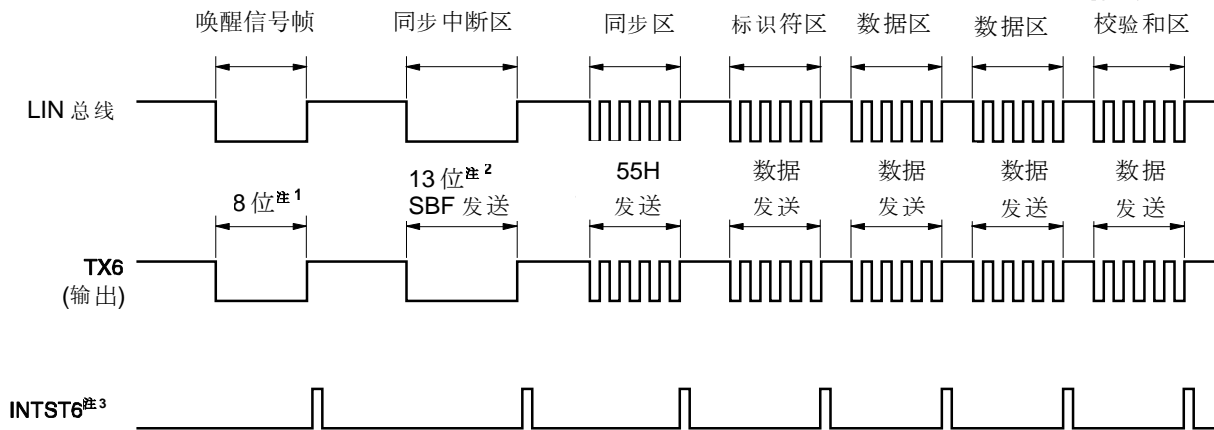 唤醒信号帧 同步中断区 同步区 标识符区 数据区 数据区 校验和区
LIN 总线
8 位注1 13 位注2 55H 数据 数据 数据 数据
SBF 发送 发送 发送 发送 发送 发送
TX6
(输出)
INTST6注3